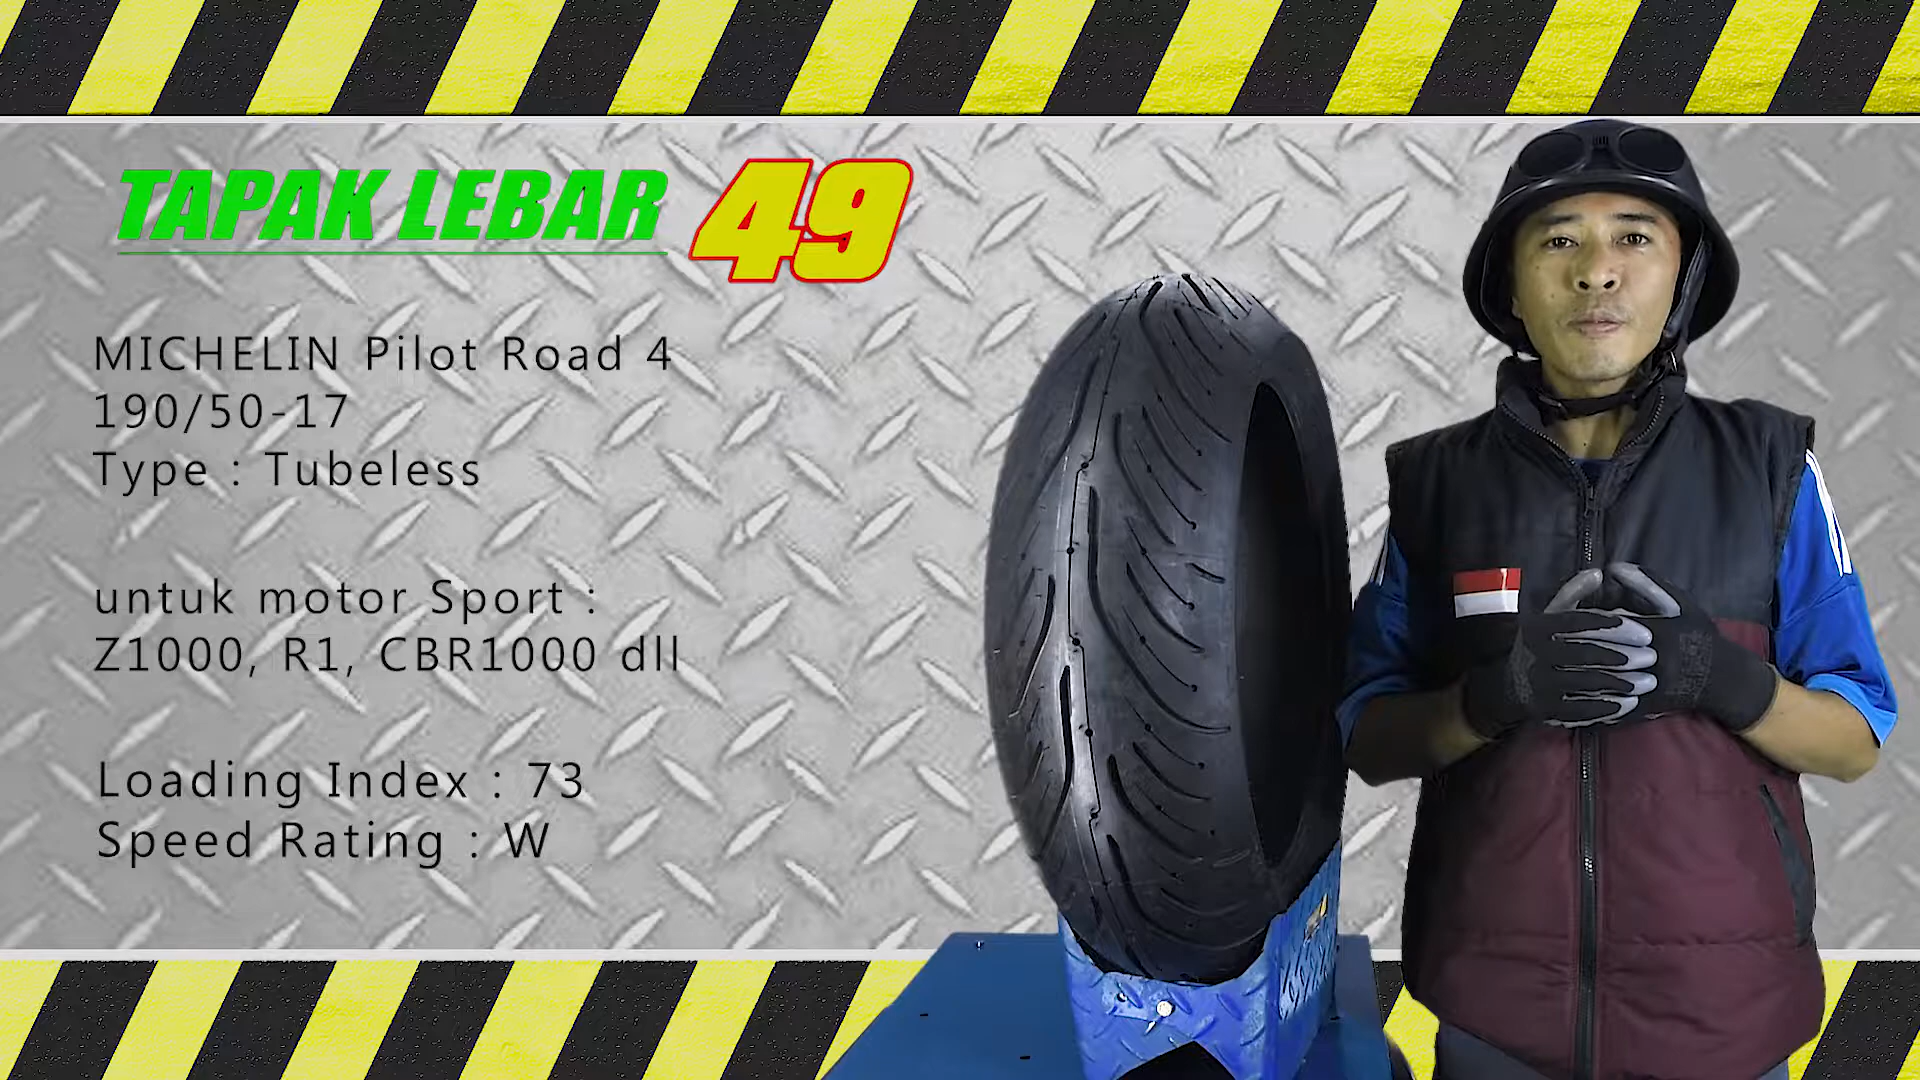 TAPAK LEBAR 49
MICHELIN Pilot Road 4
190/50-17
Type : Tubeless
untuk motor Sport :
Z1000, R1, CBR1000 dll
Loading Index : 73
Speed Rating : W